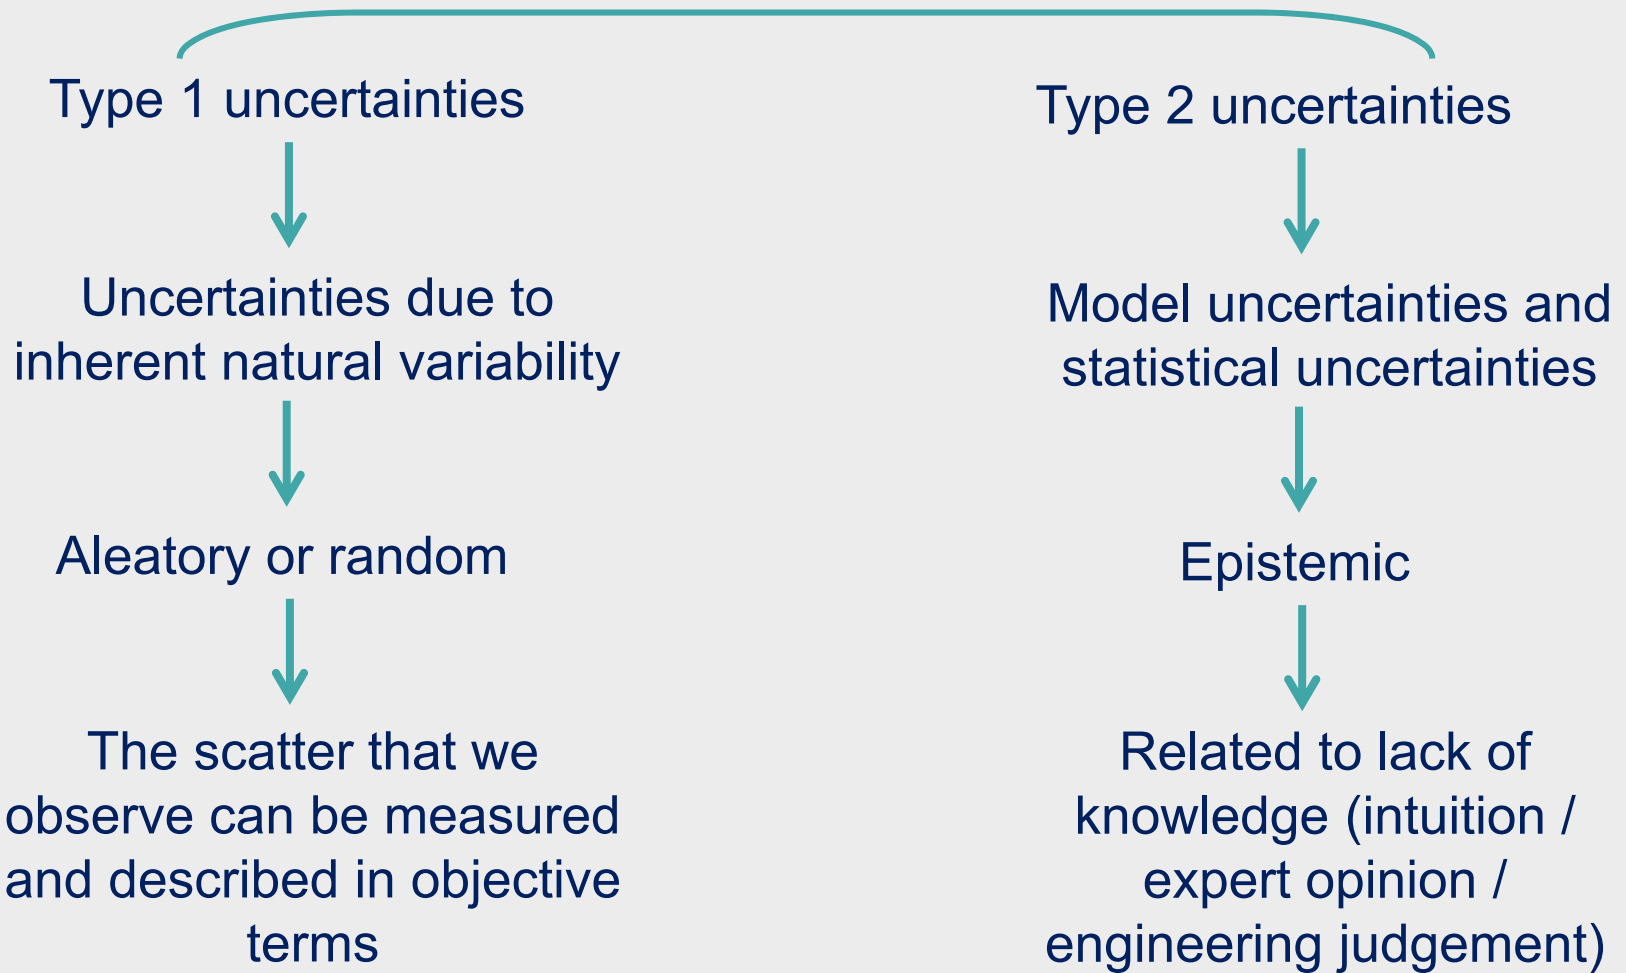 Type 1 uncertainties
Uncertainties due to
inherent natural variability
Aleatory or random
The scatter that we
observe can be measured
and described in objective
terms
Type 2 uncertainties
Model uncertainties and
statistical uncertainties
Epistemic
Related to lack of
knowledge (intuition /
expert opinion /
engineering judgement)